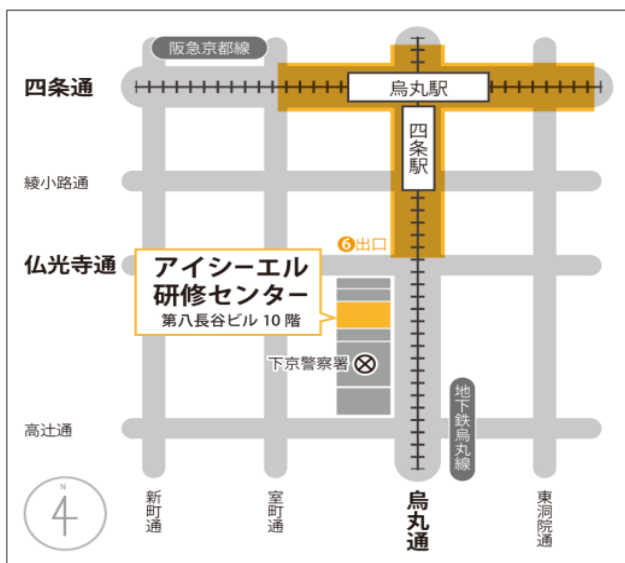 阪急京都線
四条通
烏丸駅
四条駅
綾小路通
6出口
仏光寺通
アイシーエル
研修センター
第八長谷ビル 10 階
下京警察署
地下鉄烏丸線
高辻通
N
新町通
室町通
烏丸通
東洞院通